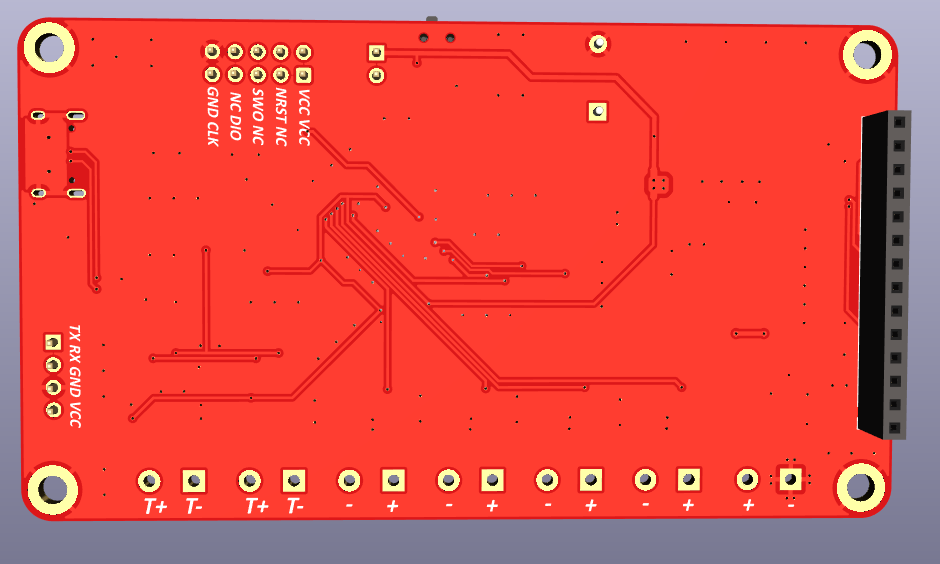 GND CLK
NC DIO
SWO NC
NRST NC
VCC VCC
TX RX GND VCC
T+ T- T+ T- - + - + - + - + + -